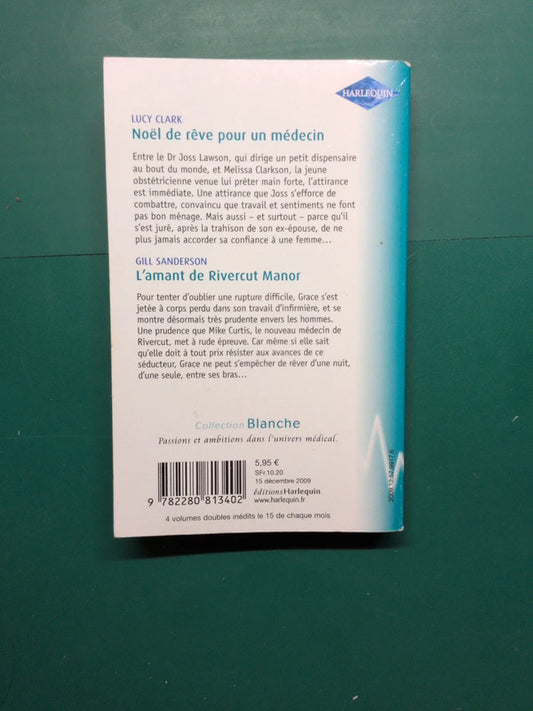 HARLEQUIN
LUCY CLARK
Noël de rêve pour un médecin
Entre le Dr Joss Lawson, qui dirige un petit dispensaire
au bout du monde, et Melissa Clarkson, la jeune
obstétricienne venue lui prêter main forte, l'attirance
est immédiate. Une attirance que Joss s'efforce de
combattre, convaincu que travail et sentiments ne font
pas bon ménage. Mais aussi – et surtout – parce qu'il
s'est juré, après la trahison de son ex-épouse, de ne
plus jamais accorder sa confiance à une femme…
GILL SANDERSON
L'amant de Rivercut Manor
Pour tenter d'oublier une rupture difficile, Grace s'est
jetée à corps perdu dans son travail d'infirmière, et se
montre désormais très prudente envers les hommes.
Une prudence que Mike Curtis, le nouveau médecin de
Rivercut, met à rude épreuve. Car même si elle sait
qu'elle doit à tout prix résister aux avances de ce
séducteur, Grace ne peut s'empêcher de rêver d'une nuit,
d'une seule, entre ses bras…
Collection Blanche
Passions et ambitions dans l'univers médical.
5,95 €
SFr.10.20
15 décembre 2009
éditionsHarlequin
www.harlequin.fr
9 782280 813402
4 volumes doubles inédits le 15 de chaque mois